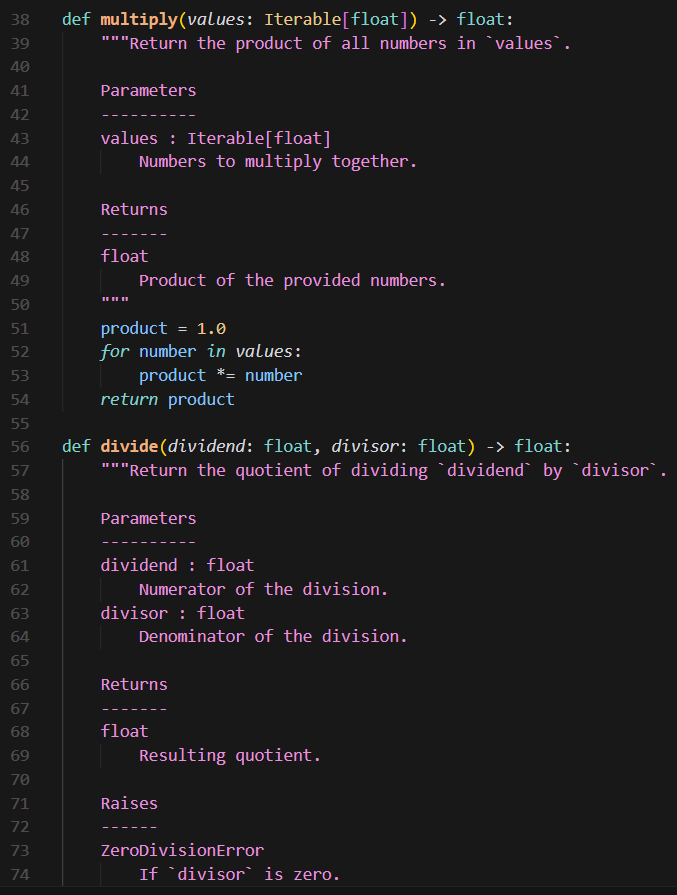 38 def multiply(values: Iterable[float]) -> float:
39     """Return the product of all numbers in `values`.
40
41     Parameters
42     ----------
43     values : Iterable[float]
44         Numbers to multiply together.
45
46     Returns
47     -------
48     float
49         Product of the provided numbers.
50     """
51     product = 1.0
52     for number in values:
53         product *= number
54     return product
55
56 def divide(dividend: float, divisor: float) -> float:
57     """Return the quotient of dividing `dividend` by `divisor`.
58
59     Parameters
60     ----------
61     dividend : float
62         Numerator of the division.
63     divisor : float
64         Denominator of the division.
65
66     Returns
67     -------
68     float
69         Resulting quotient.
70
71     Raises
72     ------
73     ZeroDivisionError
74         If `divisor` is zero.